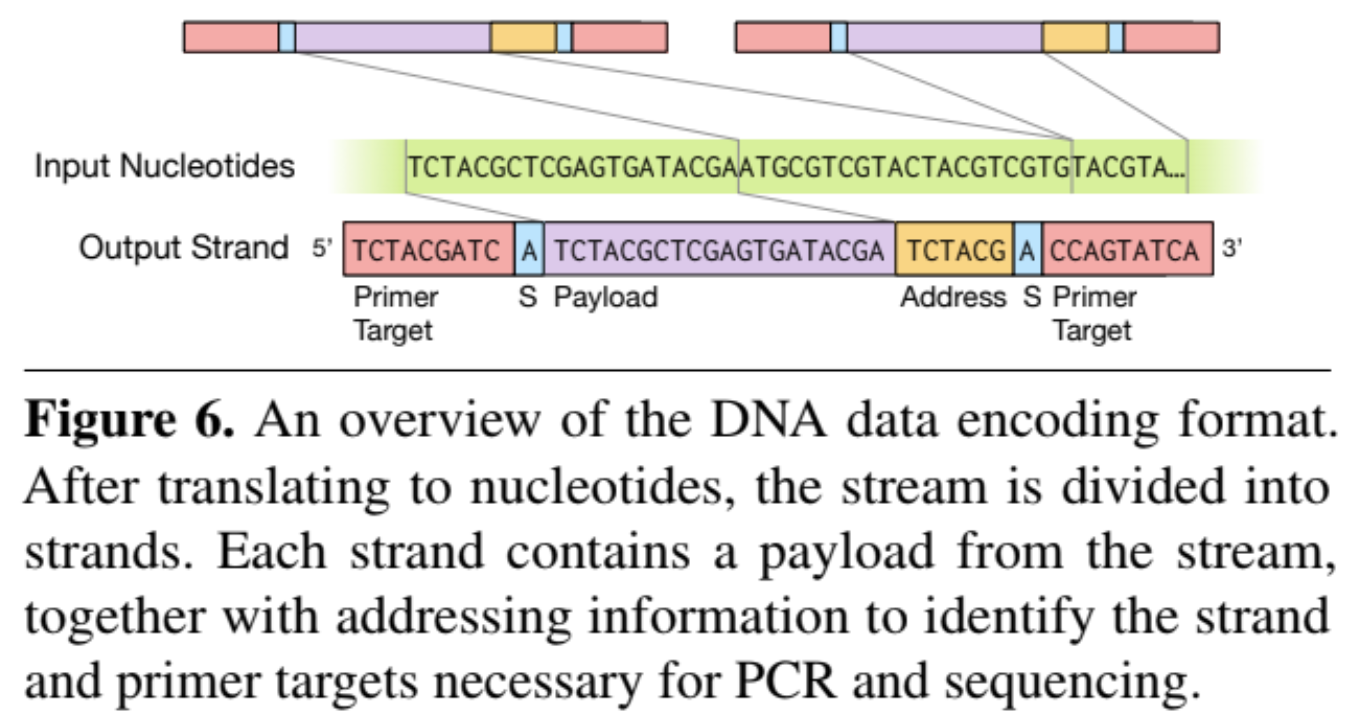 Input Nucleotides TCTACGCTCGAGTGATACGAATGCGTCGTACTACGTCGTGTACGTA...
Output Strand 5’ TCTACGATC A TCTACGCTCGAGTGATACGA TCTACG A CCAGTATCA 3’
Primer Target S Payload Address S Primer Target
Figure 6. An overview of the DNA data encoding format.
After translating to nucleotides, the stream is divided into
strands. Each strand contains a payload from the stream,
together with addressing information to identify the strand
and primer targets necessary for PCR and sequencing.